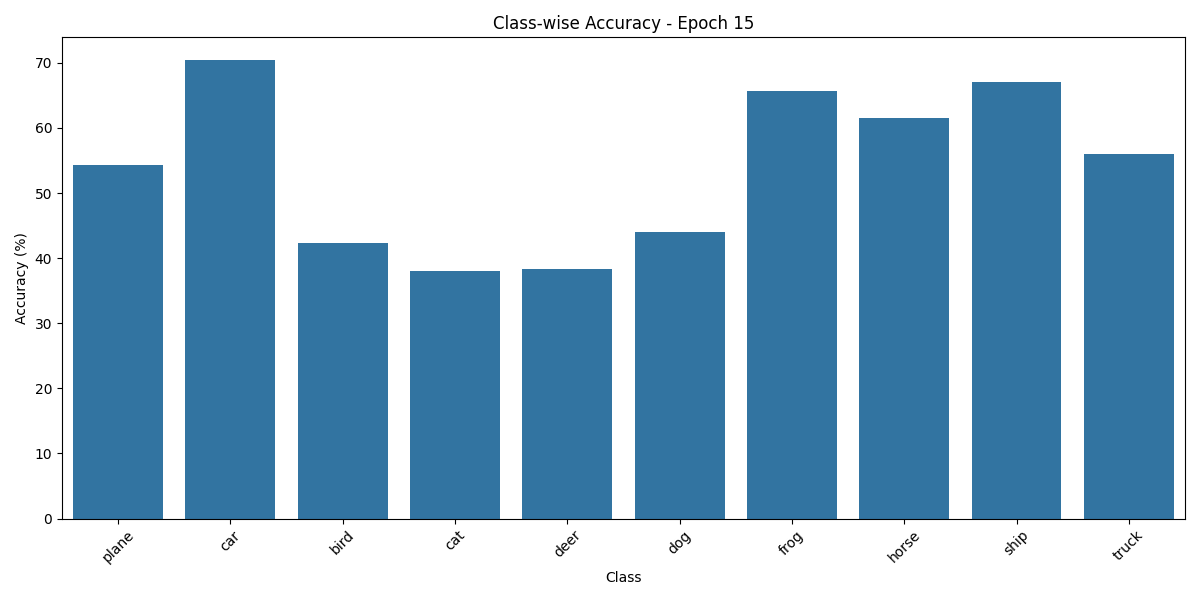 Class-wise Accuracy - Epoch 15
Accuracy (%)
70
60
50
40
30
20
10
0
plane
car
bird
cat
deer
dog
frog
horse
ship
truck
Class